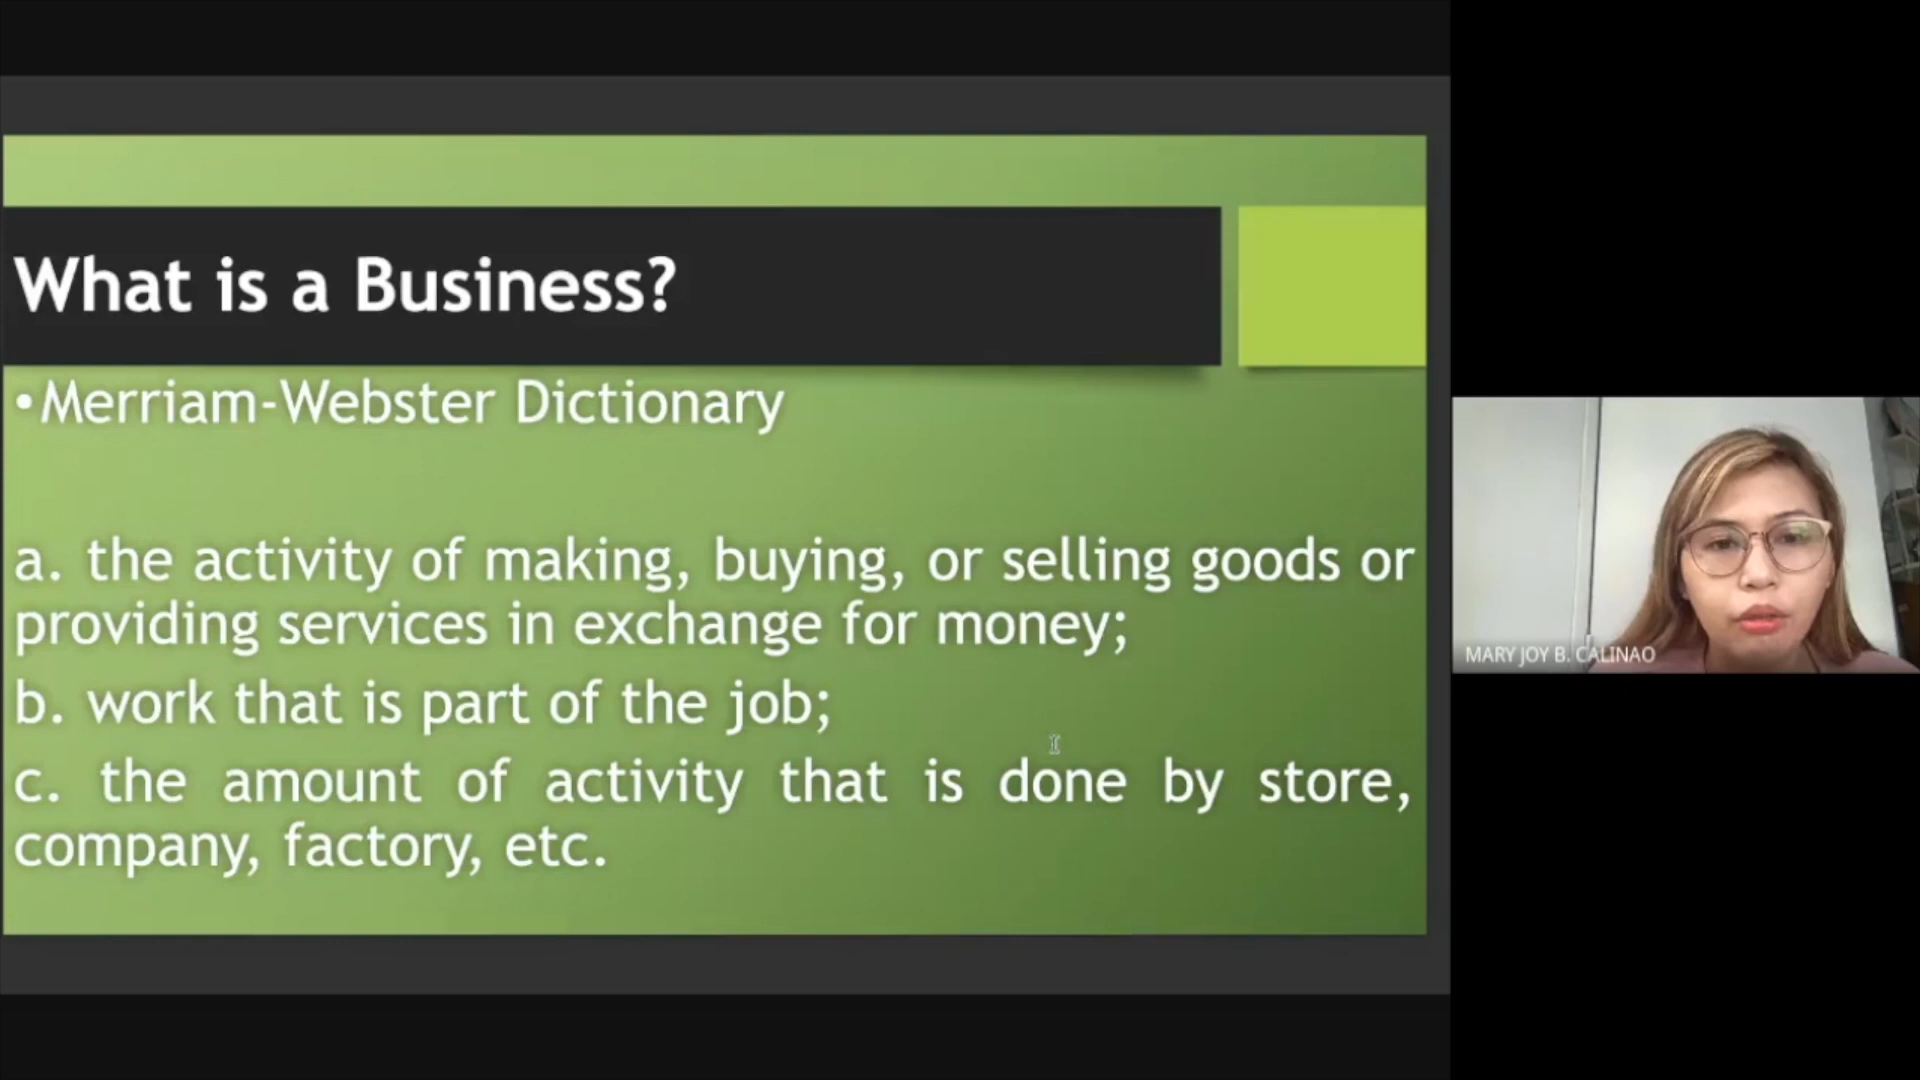 What is a Business?
•Merriam-Webster Dictionary
a. the activity of making, buying, or selling goods or
providing services in exchange for money;
b. work that is part of the job;
c. the amount of activity that is done by store,
company, factory, etc.
MARY JOY B. CALINAO